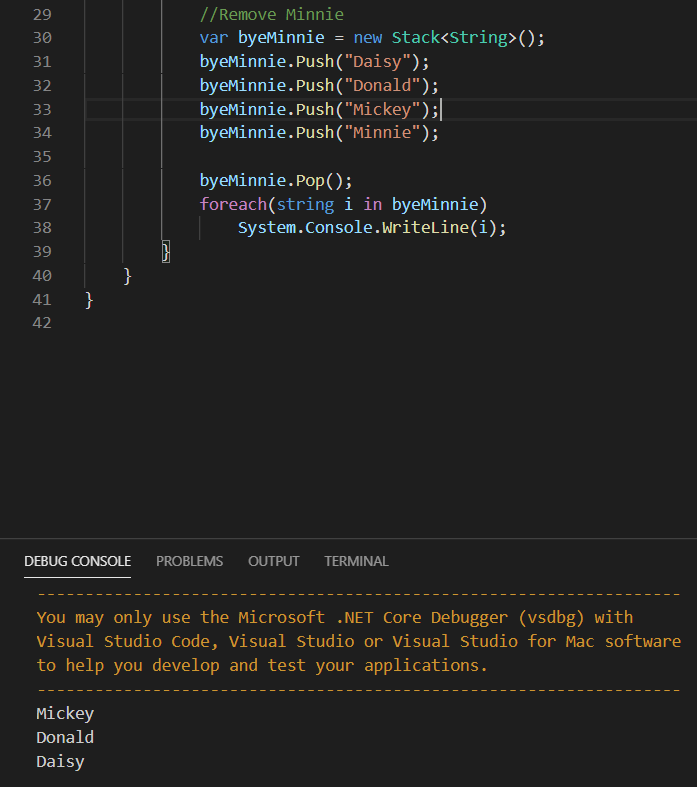 29 //Remove Minnie
30 var byeMinnie = new Stack<String>();
31 byeMinnie.Push("Daisy");
32 byeMinnie.Push("Donald");
33 byeMinnie.Push("Mickey");
34 byeMinnie.Push("Minnie");
35
36 byeMinnie.Pop();
37 foreach(string i in byeMinnie)
38 System.Console.WriteLine(i);
39 }
40 }
41 }
42
DEBUG CONSOLE PROBLEMS OUTPUT TERMINAL
-------------------------------------------------------------------
You may only use the Microsoft .NET Core Debugger (vsdbg) with
Visual Studio Code, Visual Studio or Visual Studio for Mac software
to help you develop and test your applications.
-------------------------------------------------------------------
Mickey
Donald
Daisy